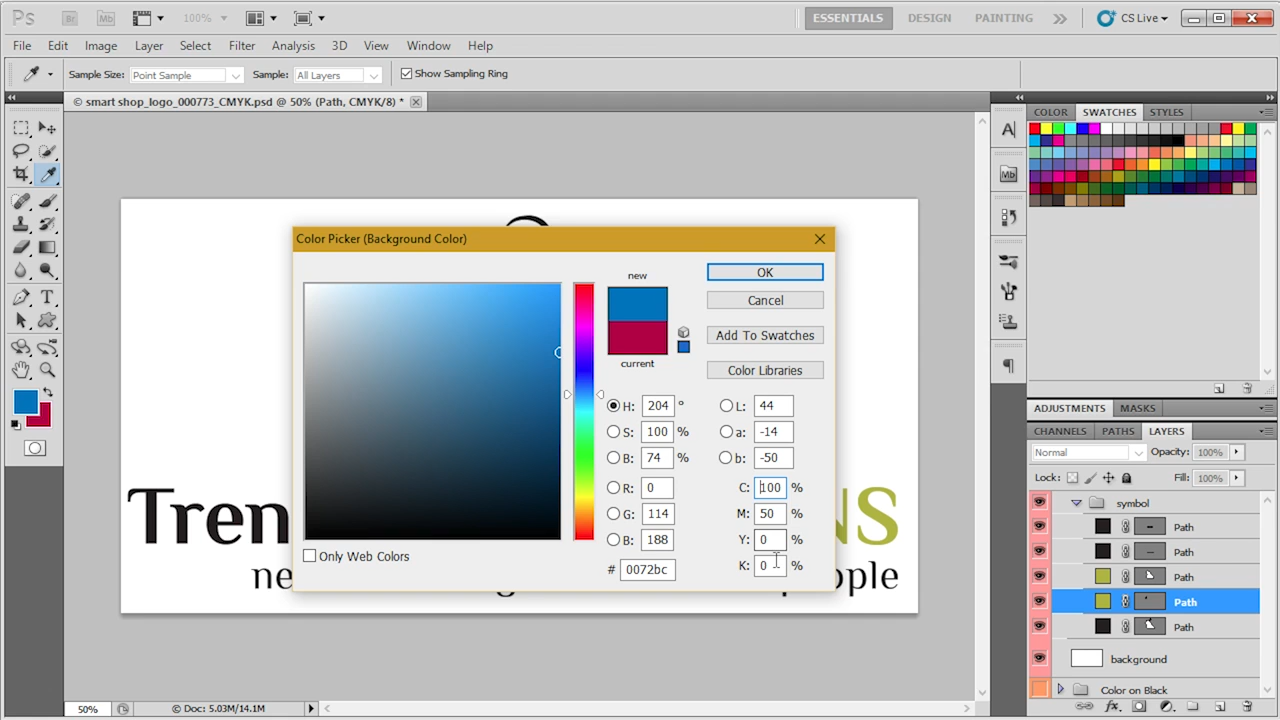 Ps Br Mb 100% ESSENTIALS DESIGN PAINTING CS Live
File Edit Image Layer Select Filter Analysis 3D View Window Help
Sample Size: Point Sample Sample: All Layers Show Sampling Ring
© smart shop_logo_000773_CMYK.psd @ 50% (Path, CMYK/8) *
COLOR SWATCHES STYLES
Mb
Color Picker (Background Color)
new
current
OK
Cancel
Add To Swatches
Color Libraries
H: 204 °
S: 100 %
B: 74 %
R: 0
G: 114
B: 188
# 0072bc
L: 44
a: -14
b: -50
C: 100 %
M: 50 %
Y: 0 %
K: 0 %
Only Web Colors
Tren NS
ne ople
ADJUSTMENTS MASKS
CHANNELS PATHS LAYERS
Normal Opacity: 100%
Lock: Fill: 100%
symbol
Path
Path
Path
Path
Path
background
Color on Black
50% Doc: 5.03M/14.1M